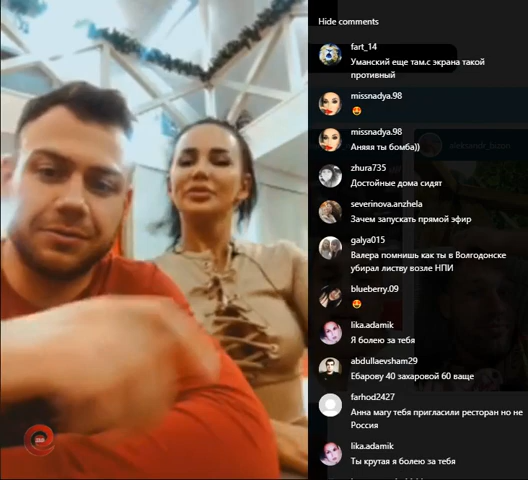 Hide comments
fart_14
Уманский еще там.с экрана такой
противный
missnadya.98
missnadya.98
Аняяя ты бомба))
zhura735
Достойные дома сидят
severinova.anzhela
Зачем запускать прямой эфир
galya015
Валера помнишь как ты в Волгодонске
убирал листву возле НПИ
blueberry.09
lika.adamik
Я болею за тебя
abdullaevsham29
Ебарову 40 захаровой 60 ваще
farhod2427
Анна магу тебя пригласили ресторан но не
Россия
lika.adamik
Ты крутая я болею за тебя